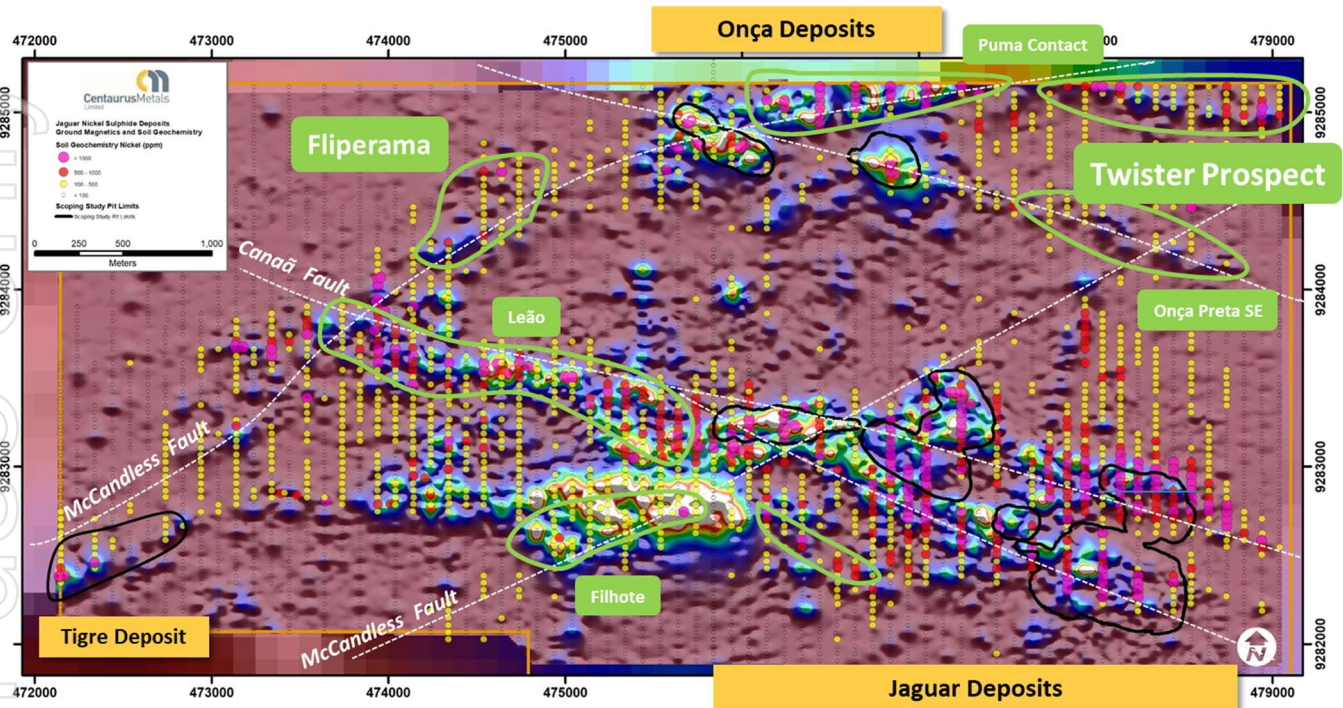 Onça Deposits
Puma Contact
472000
473000
474000
475000
479000
CentaurusMetals
Limited
Jaguar Nickel Sulphide Deposits
Ground Magnetics and Soil Geochemistry
Soil Geochemistry Nickel (ppm)
> 1000
500 - 1000
100 - 500
< 100
Scoping Study Pit Limits
Scoping Study Pit Limits
0 250 500 1,000
Meters
9285000
9285000
Fliperama
Twister Prospect
Canaã Fault
9284000
9284000
Onça Preta SE
Leão
McCandless Fault
9283000
9283000
Filhote
McCandless Fault
Tigre Deposit
9282000
N
Jaguar Deposits
472000
473000
474000
475000
479000